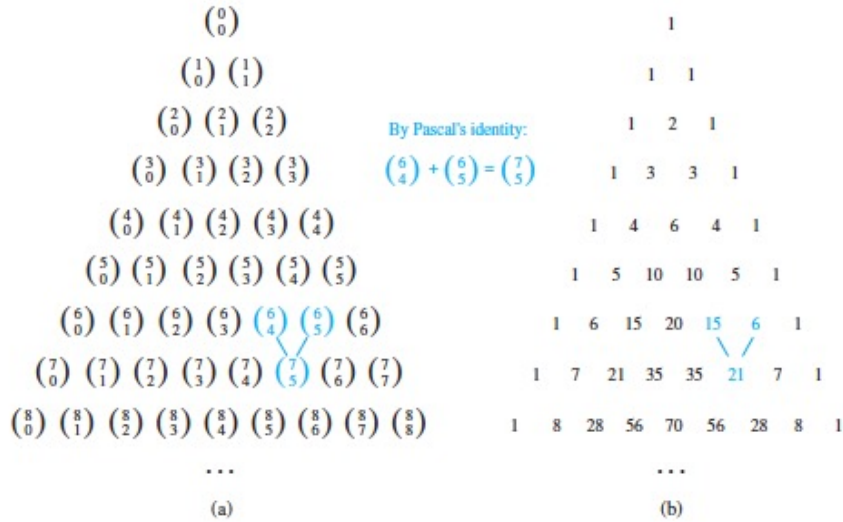 (0 0) 1
(1 0) (1 1) 1 1
(2 0) (2 1) (2 2) By Pascal's identity: 1 2 1
(3 0) (3 1) (3 2) (3 3) (6 4) + (6 5) = (7 5) 1 3 3 1
(4 0) (4 1) (4 2) (4 3) (4 4) 1 4 6 4 1
(5 0) (5 1) (5 2) (5 3) (5 4) (5 5) 1 5 10 10 5 1
(6 0) (6 1) (6 2) (6 3) (6 4) (6 5) (6 6) 1 6 15 20 15 6 1
(7 0) (7 1) (7 2) (7 3) (7 4) (7 5) (7 6) (7 7) 1 7 21 35 35 21 7 1
(8 0) (8 1) (8 2) (8 3) (8 4) (8 5) (8 6) (8 7) (8 8) 1 8 28 56 70 56 28 8 1
... ...
(a) (b)